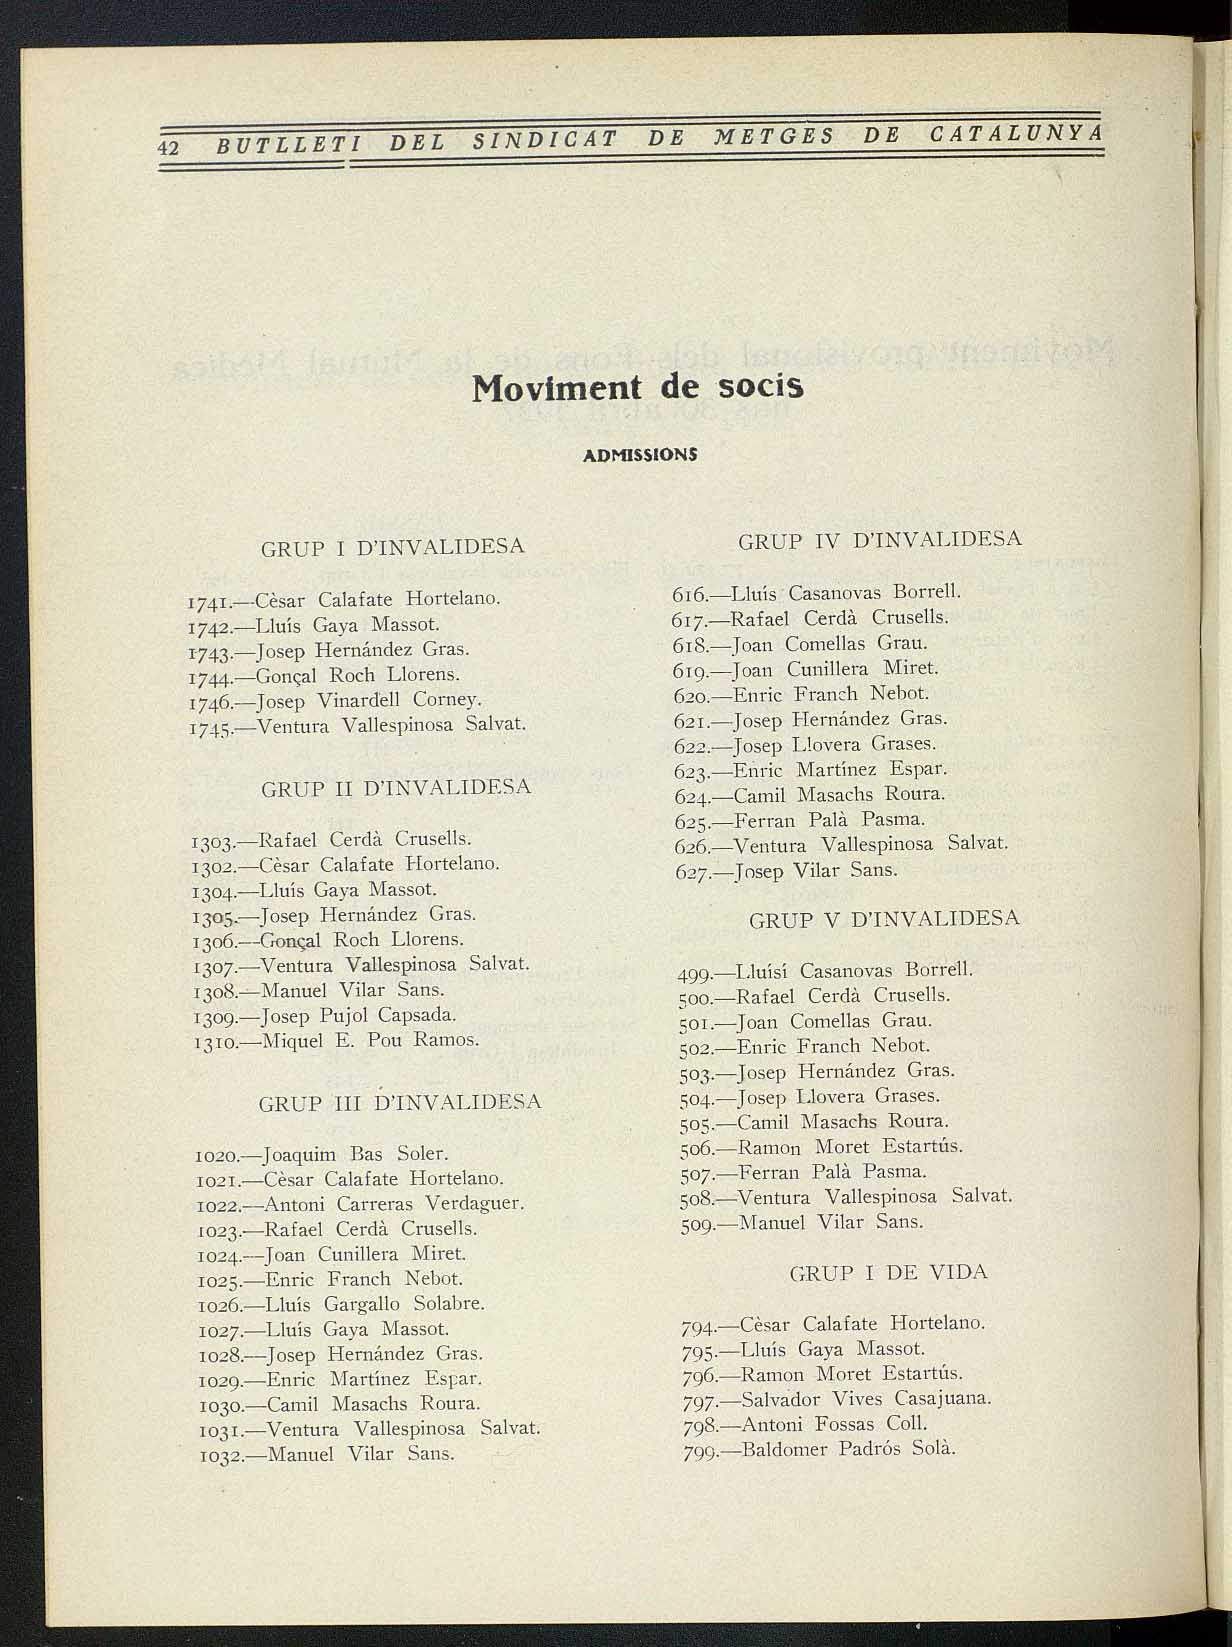 42 BUTLLETI DEL SINDICAT DE METGES DE CATALUNYA
Moviment de socis
ADMISSIONS
GRUP I D'INVALIDESA
1741.—Cèsar Calafate Hortelano.
1742.—Lluís Gaya Massot.
1743.—Josep Hernández Gras.
1744.—Gonçal Roch Llorens.
1746.—Josep Vinardell Corney.
1745.—Ventura Vallespinosa Salvat.
GRUP II D'INVALIDESA
1303.—Rafael Cerdà Crusells.
1302.—Cèsar Calafate Hortelano.
1304.—Lluís Gaya Massot.
1305.—Josep Hernández Gras.
1306.—Gonçal Roch Llorens.
1307.—Ventura Vallespinosa Salvat.
1308.—Manuel Vilar Sans.
1309.—Josep Pujol Capsada.
1310.—Miquel E. Pou Ramos.
GRUP III D'INVALIDESA
1020.—Joaquim Bas Soler.
1021.—Cèsar Calafate Hortelano.
1022.—Antoni Carreras Verdaguer.
1023.—Rafael Cerdà Crusells.
1024.—Joan Cunillera Miret.
1025.—Enric Franch Nebot.
1026.—Lluís Gargallo Solabre.
1027.—Lluís Gaya Massot.
1028.—Josep Hernández Gras.
1029.—Enric Martínez Espar.
1030.—Camil Masachs Roura.
1031.—Ventura Vallespinosa Salvat.
1032.—Manuel Vilar Sans.
GRUP IV D'INVALIDESA
616.—Lluís Casanovas Borrell.
617.—Rafael Cerdà Crusells.
618.—Joan Comellas Grau.
619.—Joan Cunillera Miret.
620.—Enric Franch Nebot.
621.—Josep Hernández Gras.
622.—Josep Llovera Grases.
623.—Enric Martínez Espar.
624.—Camil Masachs Roura.
625.—Ferran Palà Pasma.
626.—Ventura Vallespinosa Salvat.
627.—Josep Vilar Sans.
GRUP V D'INVALIDESA
499.—Lluísí Casanovas Borrell.
500.—Rafael Cerdà Crusells.
501.—Joan Comellas Grau.
502.—Enric Franch Nebot.
503.—Josep Hernández Gras.
504.—Josep Llovera Grases.
505.—Camil Masachs Roura.
506.—Ramon Moret Estartús.
507.—Ferran Palà Pasma.
508.—Ventura Vallespinosa Salvat.
509.—Manuel Vilar Sans.
GRUP I DE VIDA
794.—Cèsar Calafate Hortelano.
795.—Lluís Gaya Massot.
796.—Ramon Moret Estartús.
797.—Salvador Vives Casajuana.
798.—Antoni Fossas Coll.
799.—Baldomer Padrós Solà.